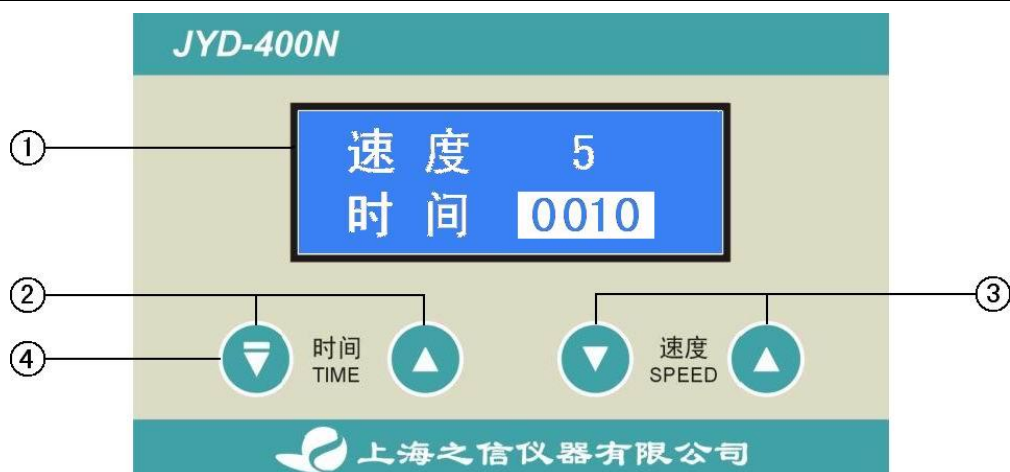 JYD-400N
①
速 度 5
时 间 0010
②
③
④
时间
TIME
速度
SPEED
上海之信仪器有限公司